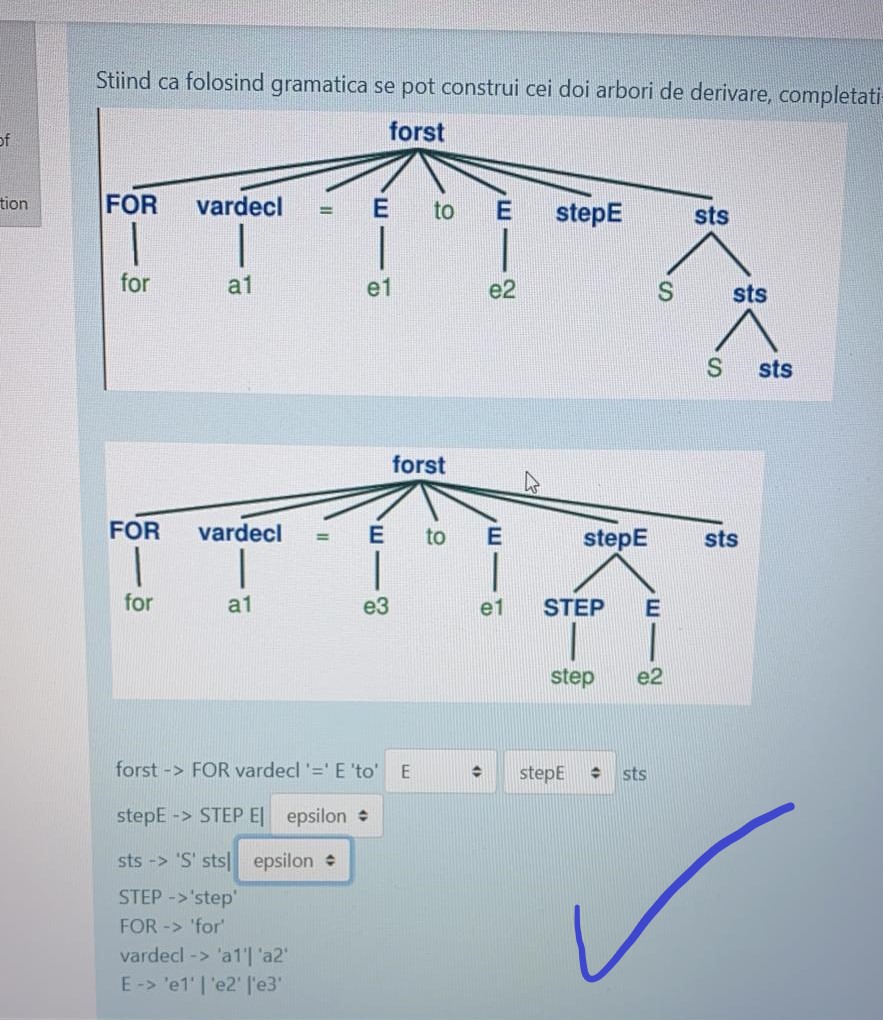 of
tion
Stiind ca folosind gramatica se pot construi cei doi arbori de derivare, completati
forst
FOR vardecl = E to E stepE sts
for a1 e1 e2 S sts
S sts
forst
FOR vardecl = E to E stepE sts
for a1 e3 e1 STEP E
step e2
forst -> FOR vardecl '=' E 'to' E stepE sts
stepE -> STEP E| epsilon
sts -> 'S' sts| epsilon
STEP ->'step'
FOR -> 'for'
vardecl -> 'a1'| 'a2'
E -> 'e1' | 'e2' |'e3'